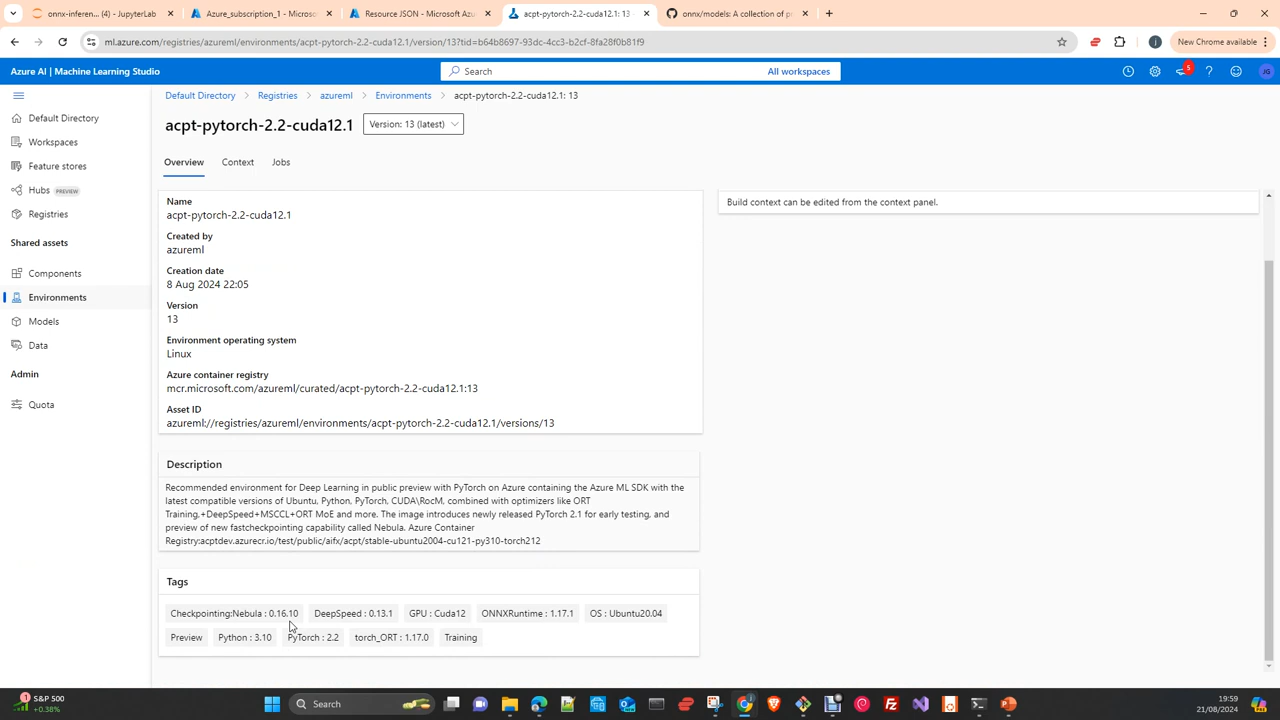 onnx-inferen... (4) - JupyterLab
Azure_subscription_1 - Microsof
Resource JSON - Microsoft Azu
acpt-pytorch-2.2-cuda12.1: 13
onnx/models: A collection of p
ml.azure.com/registries/azureml/environments/acpt-pytorch-2.2-cuda12.1/version/13?tid=b64b8697-93dc-4cc3-b2cf-8fa28f0b81f9
New Chrome available
Azure AI | Machine Learning Studio
Search
All workspaces
5
JG
Default Directory
Workspaces
Feature stores
Hubs PREVIEW
Registries
Shared assets
Components
Environments
Models
Data
Admin
Quota
Default Directory > Registries > azureml > Environments > acpt-pytorch-2.2-cuda12.1: 13
acpt-pytorch-2.2-cuda12.1
Version: 13 (latest)
Overview Context Jobs
Name
acpt-pytorch-2.2-cuda12.1
Created by
azureml
Creation date
8 Aug 2024 22:05
Version
13
Environment operating system
Linux
Azure container registry
mcr.microsoft.com/azureml/curated/acpt-pytorch-2.2-cuda12.1:13
Asset ID
azureml://registries/azureml/environments/acpt-pytorch-2.2-cuda12.1/versions/13
Build context can be edited from the context panel.
Description
Recommended environment for Deep Learning in public preview with PyTorch on Azure containing the Azure ML SDK with the
latest compatible versions of Ubuntu, Python, PyTorch, CUDA\RocM, combined with optimizers like ORT
Training,+DeepSpeed+MSCCL+ORT MoE and more. The image introduces newly released PyTorch 2.1 for early testing, and
preview of new fastcheckpointing capability called Nebula. Azure Container
Registry:acptdev.azurecr.io/test/public/aifx/acpt/stable-ubuntu2004-cu121-py310-torch212
Tags
Checkpointing:Nebula : 0.16.10 DeepSpeed : 0.13.1 GPU : Cuda12 ONNXRuntime : 1.17.1 OS : Ubuntu20.04
Preview Python : 3.10 PyTorch : 2.2 torch_ORT : 1.17.0 Training
1
S&P 500
+0.38%
Search
19:59
21/08/2024